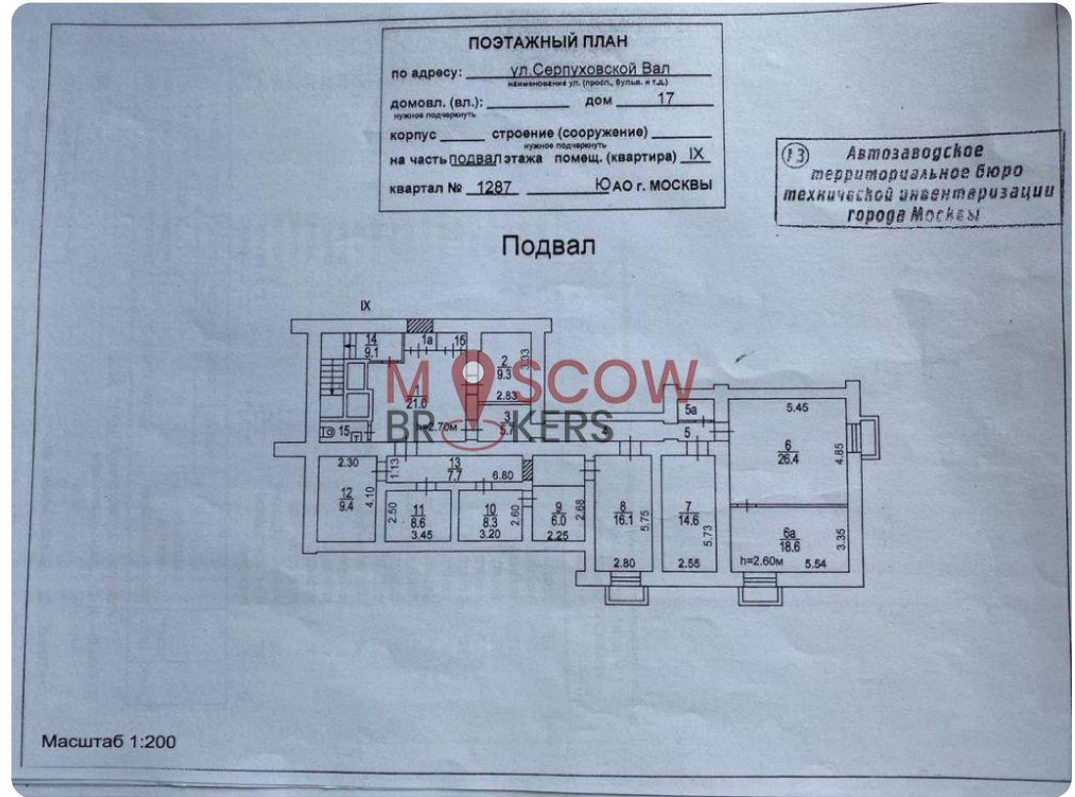 ПОЭТАЖНЫЙ ПЛАН
по адресу: ул.Серпуховской Вал
наименование ул. (просп., бульв. и т.д.)
домовл. (вл.): дом 17
нужное подчеркнуть
корпус строение (сооружение)
нужное подчеркнуть
на часть подвал этажа помещ. (квартира) IX
квартал № 1287 ЮАО г. МОСКВЫ
13 Автозаводское
территориальное бюро
технической инвентаризации
города Москвы
Подвал
IX
14
9.1
1а
1б
2
9.3
3.33
2.83
1
21.0
h=2.70м
3
5.7
15
MOSCOW
BROKERS
4
5а
5
5.45
6
26.4
4.85
2.30
12
9.4
4.10
1.13
13
7.7
6.80
2.50
11
8.6
3.45
10
8.3
3.20
2.60
9
6.0
2.25
2.68
8
16.1
5.75
2.80
7
14.6
5.73
2.55
6а
18.6
3.35
h=2.60м
5.54
Масштаб 1:200